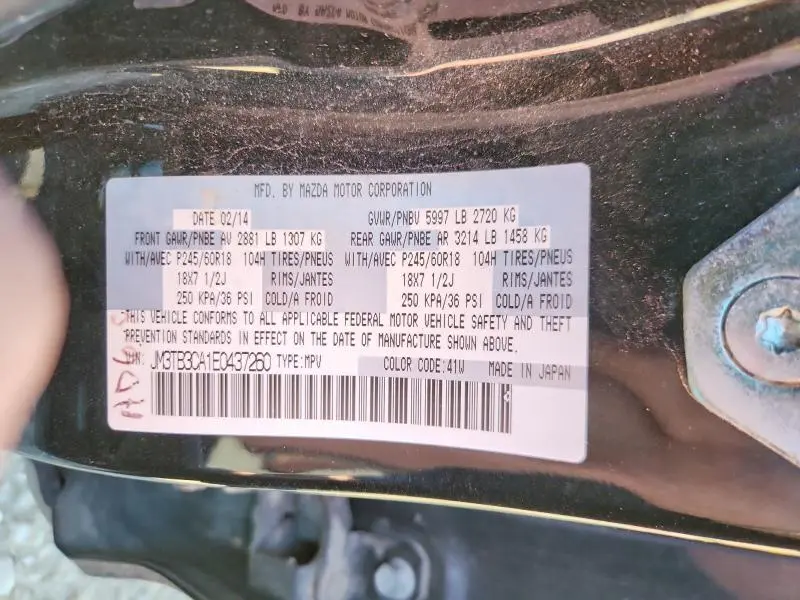 MFD. BY MAZDA MOTOR CORPORATION
DATE 02/14 GVWR/PNBV 5997 LB 2720 KG
FRONT GAWR/PNBE AV 2881 LB 1307 KG REAR GAWR/PNBE AR 3214 LB 1458 KG
WITH/AVEC P245/60R18 104H TIRES/PNEUS WITH/AVEC P245/60R18 104H TIRES/PNEUS
18X7 1/2J RIMS/JANTES 18X7 1/2J RIMS/JANTES
250 KPA/36 PSI COLD/A FROID 250 KPA/36 PSI COLD/A FROID
THIS VEHICLE CONFORMS TO ALL APPLICABLE FEDERAL MOTOR VEHICLE SAFETY AND THEFT
PREVENTION STANDARDS IN EFFECT ON THE DATE OF MANUFACTURE SHOWN ABOVE.
VIN: JM3TB3CA1E0437260 TYPE:MPV COLOR CODE:41W MADE IN JAPAN